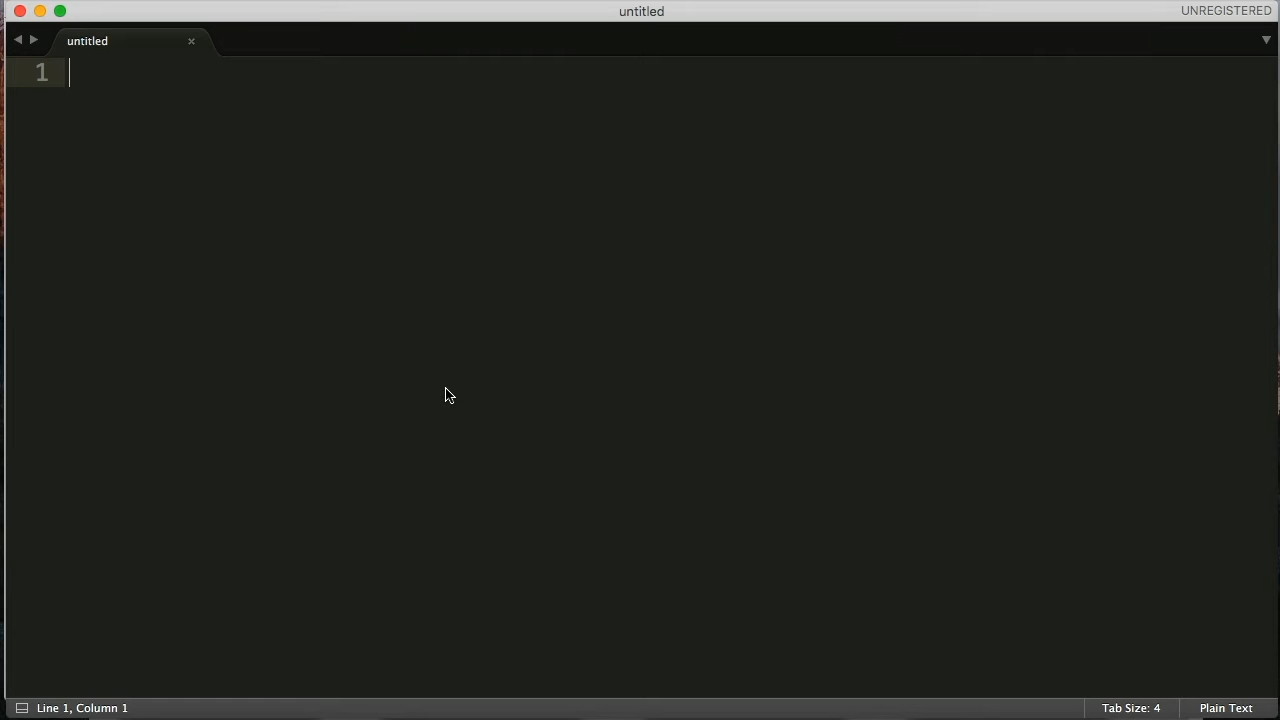 untitled
UNREGISTERED
untitled
1
Line 1, Column 1
Tab Size: 4
Plain Text